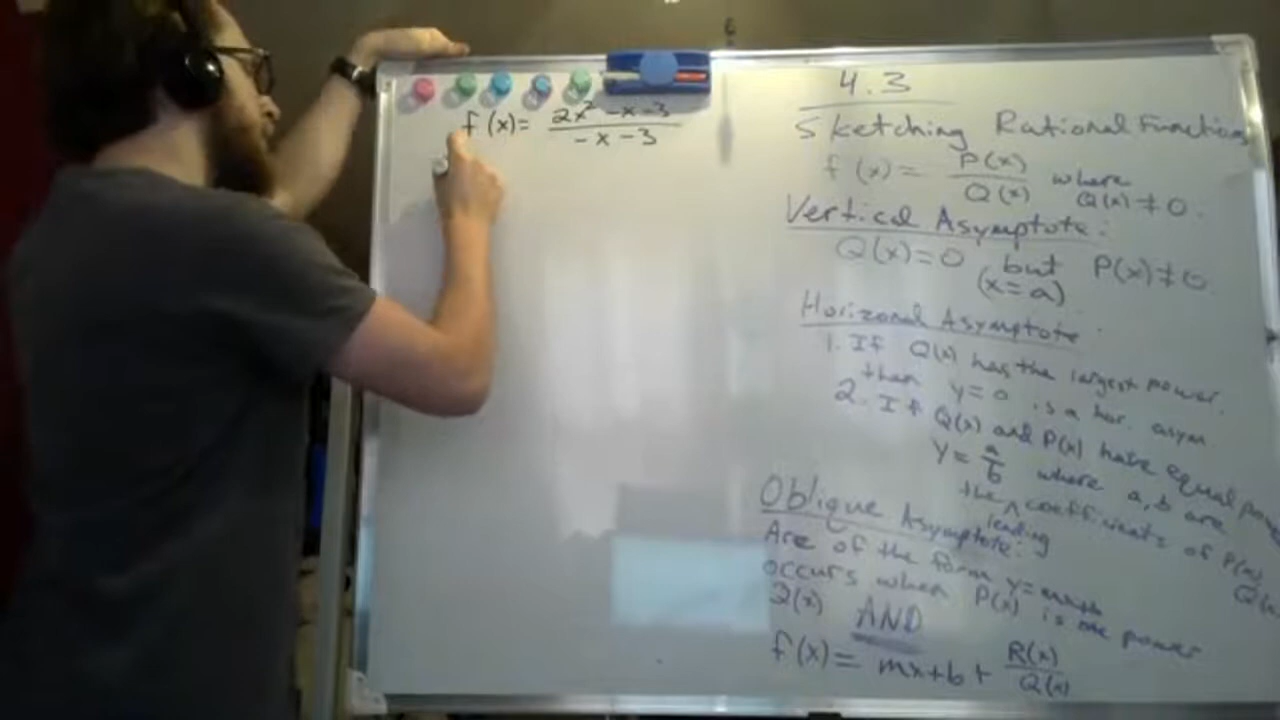 f(x) = 2x² - x - 3 / -x - 3
4.3
Sketching Rational Functions
f(x) = P(x) / Q(x) where Q(x) ≠ 0.
Vertical Asymptote:
Q(x) = 0 but P(x) ≠ 0
(x = a)
Horizonal Asymptote:
1. If Q(x) has the largest power.
then y = 0 is a hor. asym
2. If Q(x) and P(x) have equal power
y = a/b where a, b are
the leading coefficients of P(x),
Q(x)
Oblique Asymptote:
Are of the form y = mx+b
occurs when P(x) is one power
Q(x) AND
f(x) = mx+b + R(x) / Q(x)